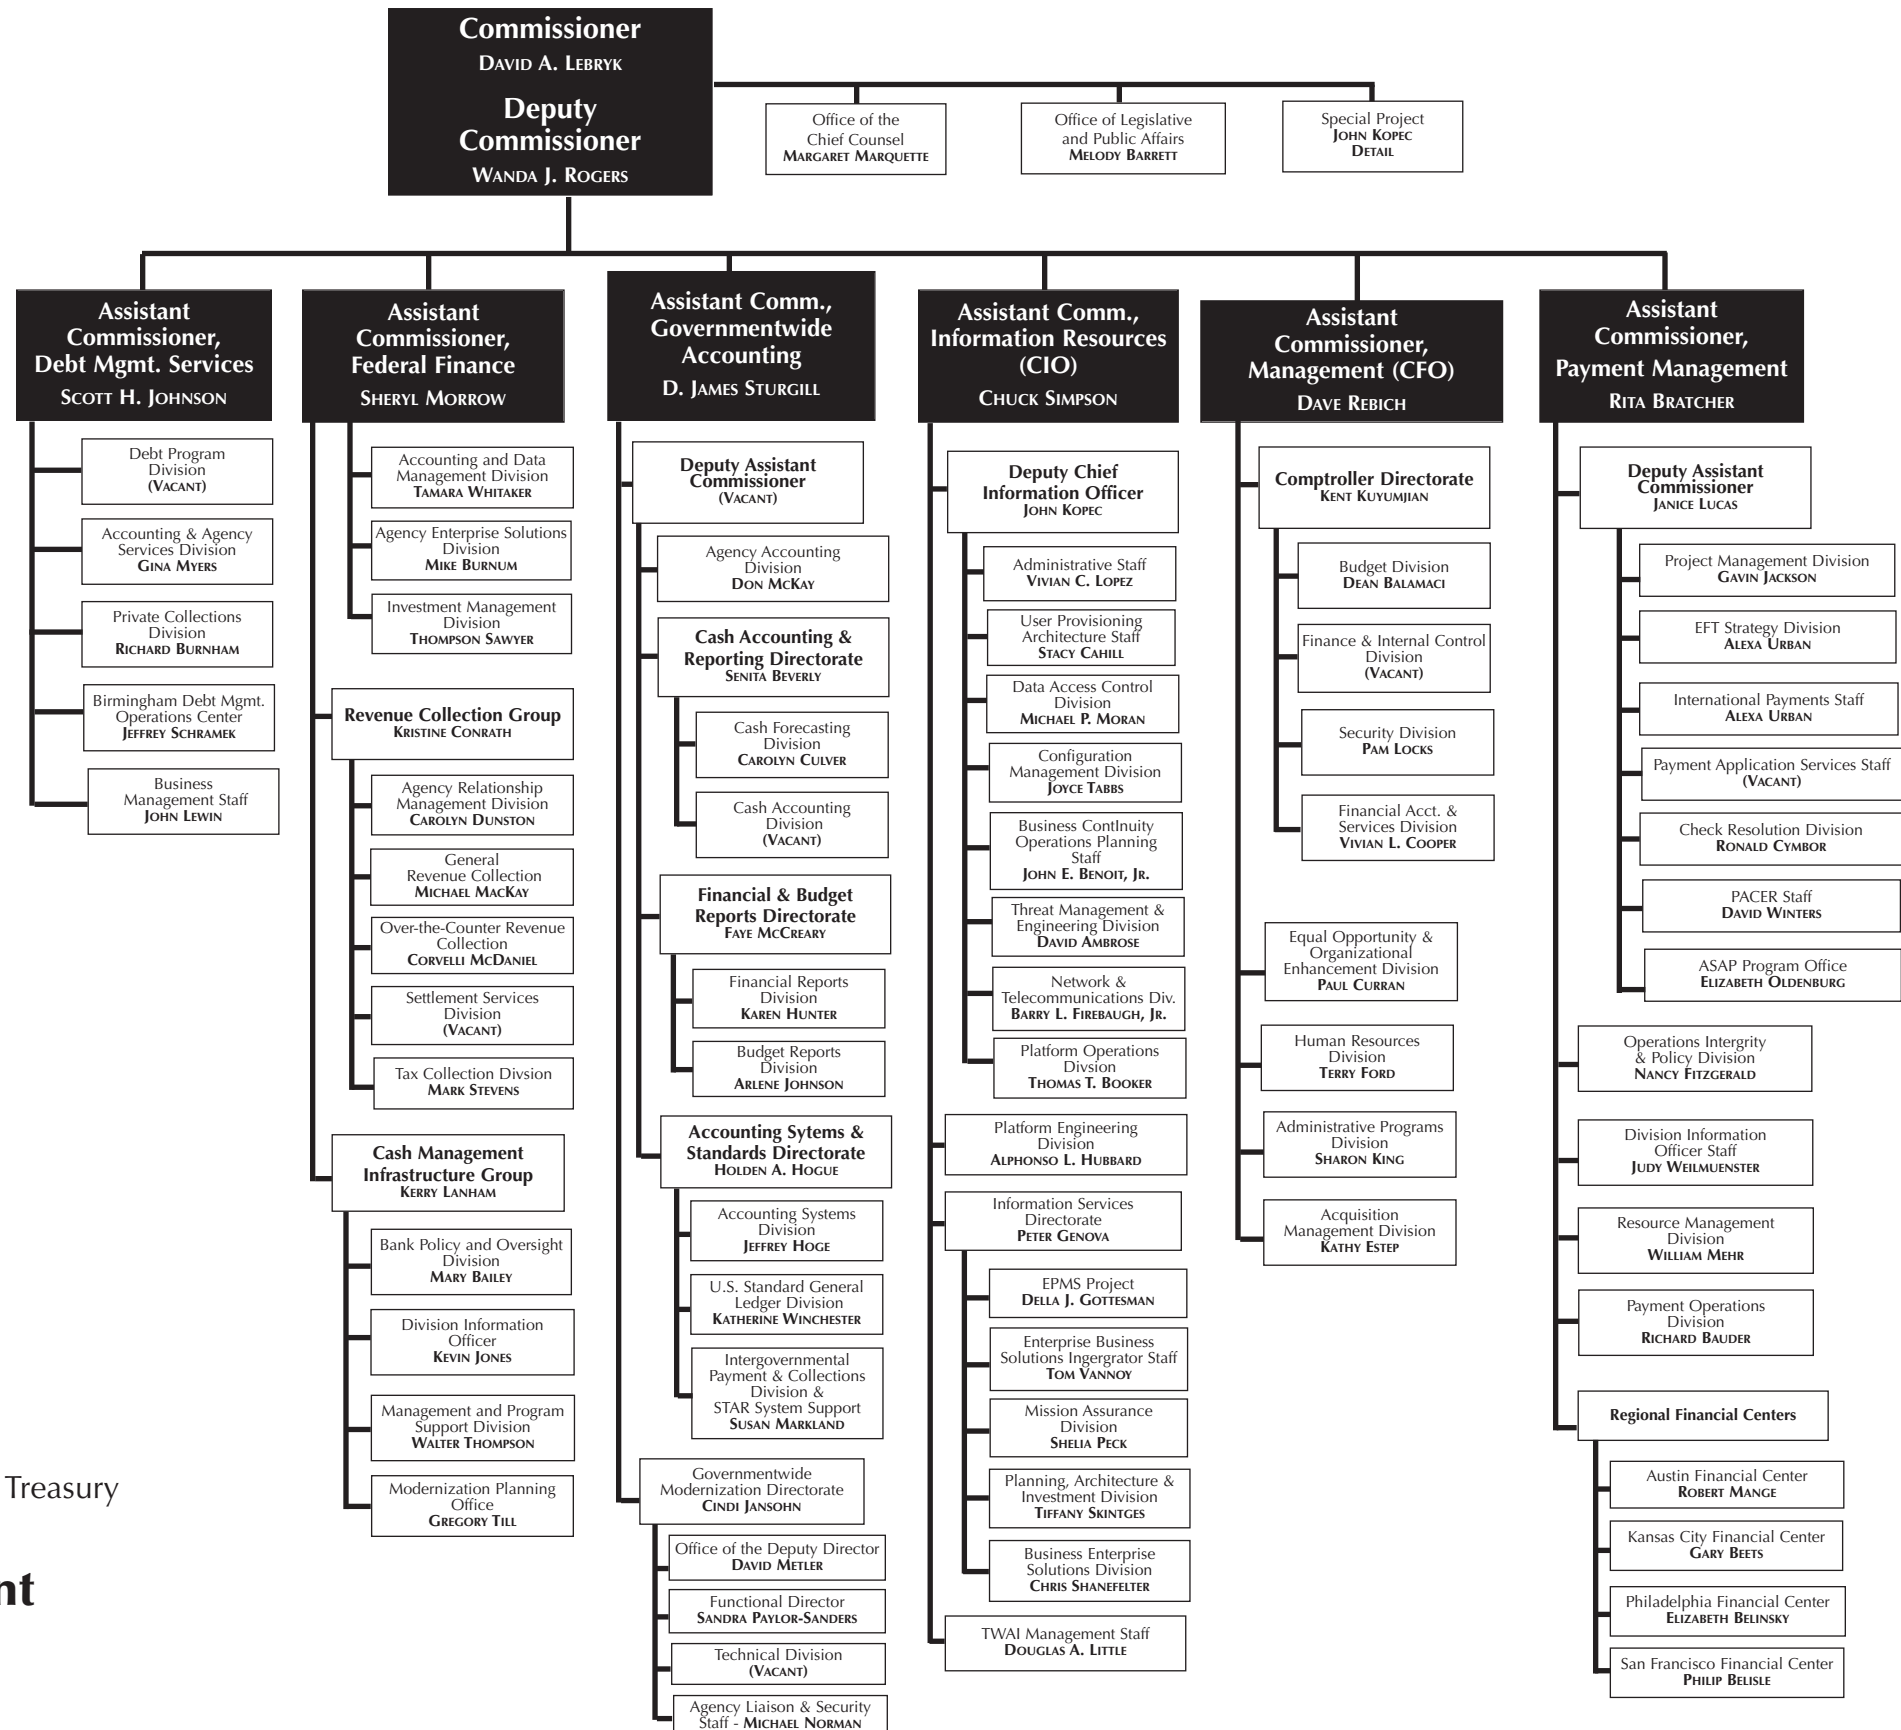 Commissioner
David A. Lebryk
Deputy
Commissioner
Wanda J. Rogers
Office of the
Chief Counsel
Margaret Marquette
Office of Legislative
and Public Affairs
Melody Barrett
Special Project
John Kopec
Detail
Assistant
Commissioner,
Debt Mgmt. Services
Scott H. Johnson
Debt Program
Division
(Vacant)
Accounting & Agency
Services Division
Gina Myers
Private Collections
Division
Richard Burnham
Birmingham Debt Mgmt.
Operations Center
Jeffrey Schramek
Business
Management Staff
John Lewin
Assistant
Commissioner,
Federal Finance
Sheryl Morrow
Accounting and Data
Management Division
Tamara Whitaker
Agency Enterprise Solutions
Division
Mike Burnum
Investment Management
Division
Thompson Sawyer
Revenue Collection Group
Kristine Conrath
Agency Relationship
Management Division
Carolyn Dunston
General
Revenue Collection
Michael MacKay
Over-the-Counter Revenue
Collection
Corvelli McDaniel
Settlement Services
Division
(Vacant)
Tax Collection Divsion
Mark Stevens
Cash Management
Infrastructure Group
Kerry Lanham
Bank Policy and Oversight
Division
Mary Bailey
Division Information
Officer
Kevin Jones
Management and Program
Support Division
Walter Thompson
Modernization Planning
Office
Gregory Till
Assistant Comm.,
Governmentwide
Accounting
D. James Sturgill
Deputy Assistant
Commissioner
(Vacant)
Agency Accounting
Division
Don McKay
Cash Accounting &
Reporting Directorate
Senita Beverly
Cash Forecasting
Division
Carolyn Culver
Cash Accounting
Division
(Vacant)
Financial & Budget
Reports Directorate
Faye McCreary
Financial Reports
Division
Karen Hunter
Budget Reports
Division
Arlene Johnson
Accounting Sytems &
Standards Directorate
Holden A. Hogue
Accounting Systems
Division
Jeffrey Hoge
U.S. Standard General
Ledger Division
Katherine Winchester
Intergovernmental
Payment & Collections
Division &
STAR System Support
Susan Markland
Governmentwide
Modernization Directorate
Cindi Jansohn
Office of the Deputy Director
David Metler
Functional Director
Sandra Paylor-Sanders
Technical Division
(Vacant)
Agency Liaison & Security
Staff - Michael Norman
Assistant Comm.,
Information Resources
(CIO)
Chuck Simpson
Deputy Chief
Information Officer
John Kopec
Administrative Staff
Vivian C. Lopez
User Provisioning
Architecture Staff
Stacy Cahill
Data Access Control
Division
Michael P. Moran
Configuration
Management Division
Joyce Tabbs
Business ContInuity
Operations Planning
Staff
John E. Benoit, Jr.
Threat Management &
Engineering Division
David Ambrose
Network &
Telecommunications Div.
Barry L. Firebaugh, Jr.
Platform Operations
Division
Thomas T. Booker
Platform Engineering
Division
Alphonso L. Hubbard
Information Services
Directorate
Peter Genova
EPMS Project
Della J. Gottesman
Enterprise Business
Solutions Ingergrator Staff
Tom Vannoy
Mission Assurance
Division
Shelia Peck
Planning, Architecture &
Investment Division
Tiffany Skintges
Business Enterprise
Solutions Division
Chris Shanefelter
TWAI Management Staff
Douglas A. Little
Assistant
Commissioner,
Management (CFO)
Dave Rebich
Comptroller Directorate
Kent Kuyumjian
Budget Division
Dean Balamaci
Finance & Internal Control
Division
(Vacant)
Security Division
Pam Locks
Financial Acct. &
Services Division
Vivian L. Cooper
Equal Opportunity &
Organizational
Enhancement Division
Paul Curran
Human Resources
Division
Terry Ford
Administrative Programs
Division
Sharon King
Acquisition
Management Division
Kathy Estep
Assistant
Commissioner,
Payment Management
Rita Bratcher
Deputy Assistant
Commissioner
Janice Lucas
Project Management Division
Gavin Jackson
EFT Strategy Division
Alexa Urban
International Payments Staff
Alexa Urban
Payment Application Services Staff
(Vacant)
Check Resolution Division
Ronald Cymbor
PACER Staff
David Winters
ASAP Program Office
Elizabeth Oldenburg
Operations Intergrity
& Policy Division
Nancy Fitzgerald
Division Information
Officer Staff
Judy Weilmuenster
Resource Management
Division
William Mehr
Payment Operations
Division
Richard Bauder
Regional Financial Centers
Austin Financial Center
Robert Mange
Kansas City Financial Center
Gary Beets
Philadelphia Financial Center
Elizabeth Belinsky
San Francisco Financial Center
Philip Belisle
Treasury